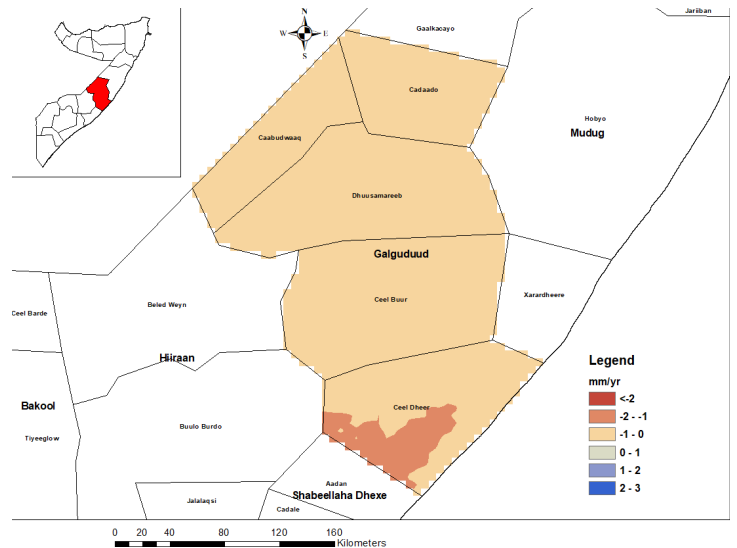 Jariiban
Gaalkacayo
N
W E
S
Cadaado
Hobyo
Mudug
Caabudwaaq
Dhuusamareeb
Galguduud
Xarardheere
Ceel Buur
Beled Weyn
Ceel Barde
Hiiraan
Legend
mm/yr
<-2
-2 - -1
-1 - 0
0 - 1
1 - 2
2 - 3
Bakool
Ceel Dheer
Tiyeeglow
Buulo Burdo
Aadan
Shabeellaha Dhexe
Jalalaqsi
Cadale
0 20 40 80 120 160
Kilometers